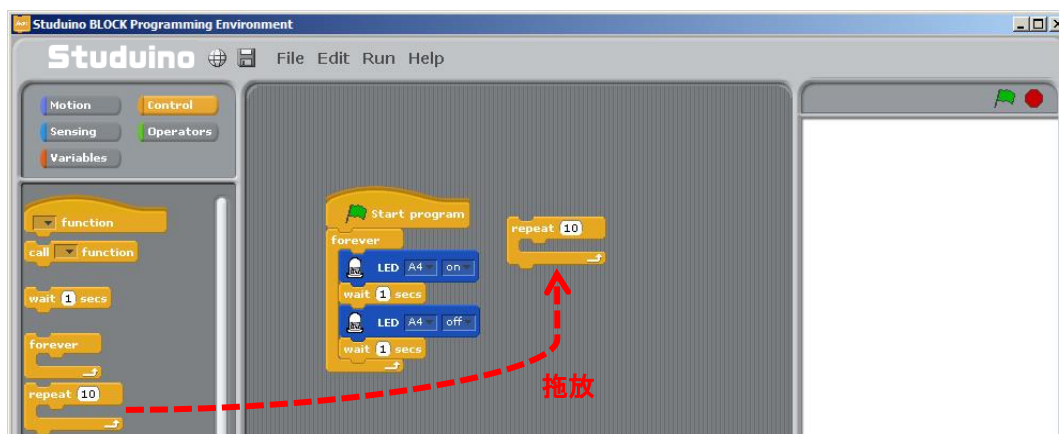 Studuino BLOCK Programming Environment
Studuino File Edit Run Help
Motion Control
Sensing Operators
Variables
function
call function
wait 1 secs
forever
repeat 10
Start program
forever
LED A4 on
wait 1 secs
LED A4 off
wait 1 secs
repeat 10
拖放